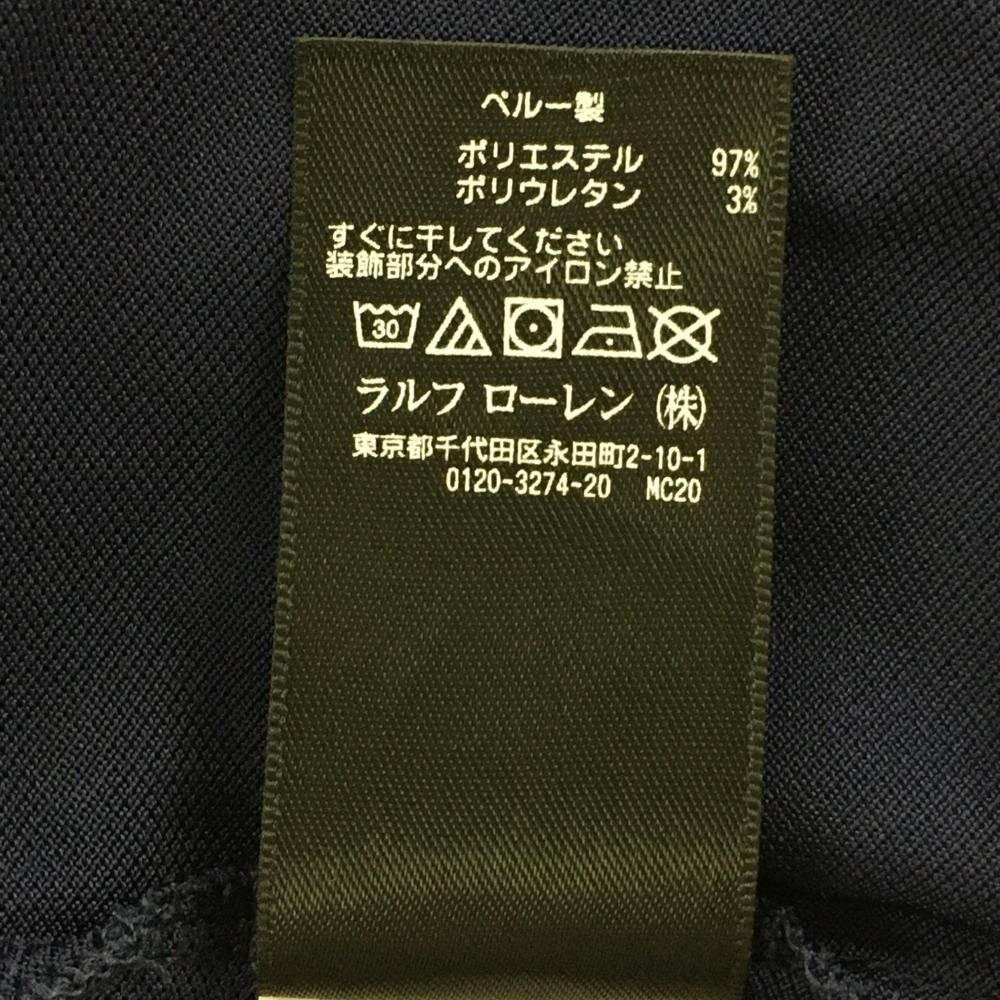 ペルー製
ポリエステル 97%
ポリウレタン 3%
すぐに干してください
装飾部分へのアイロン禁止
30
ラルフ ローレン (株)
東京都千代田区永田町2-10-1
0120-3274-20 MC20